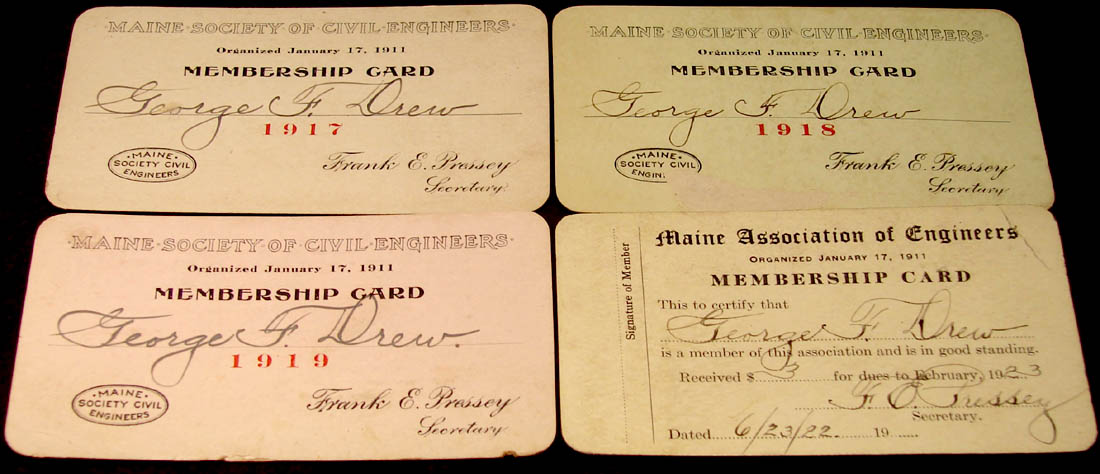 MAINE·SOCIETY·OF·CIVIL·ENGINEERS
Organized January 17, 1911
MEMBERSHIP CARD
George F. Drew
1917
·MAINE·
SOCIETY CIVIL
ENGINEERS
Frank E. Pressey
Secretary
MAINE·SOCIETY·OF·CIVIL·ENGINEERS
Organized January 17, 1911
MEMBERSHIP CARD
George F. Drew
1918
·MAINE·
SOCIETY CIVIL
ENGIN
Frank E. Pressey
Secretary
·MAINE·SOCIETY·OF·CIVIL·ENGINEERS·
Organized January 17, 1911
MEMBERSHIP CARD
George F. Drew.
1919
·MAINE·
SOCIETY CIVIL
ENGINEERS
Frank E. Pressey
Secretary
Signature of Member
Maine Association of Engineers
ORGANIZED JANUARY 17, 1911
MEMBERSHIP CARD
This to certify that
George F. Drew
is a member of this association and is in good standing.
Received $ 3 for dues to February, 1923
F. E. Pressey
Secretary.
Dated 6/23/22 19